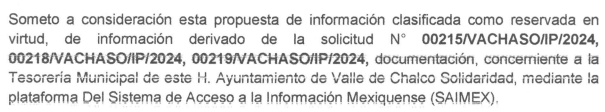 Someto a consideración esta propuesta de información clasificada como reservada en
virtud, de información derivado de la solicitud N° 00215/VACHASO/IP/2024,
00218/VACHASO/IP/2024, 00219/VACHASO/IP/2024, documentación, concerniente a la
Tesorería Municipal de este H. Ayuntamiento de Valle de Chalco Solidaridad, mediante la
plataforma Del Sistema de Acceso a la Información Mexiquense (SAIMEX).